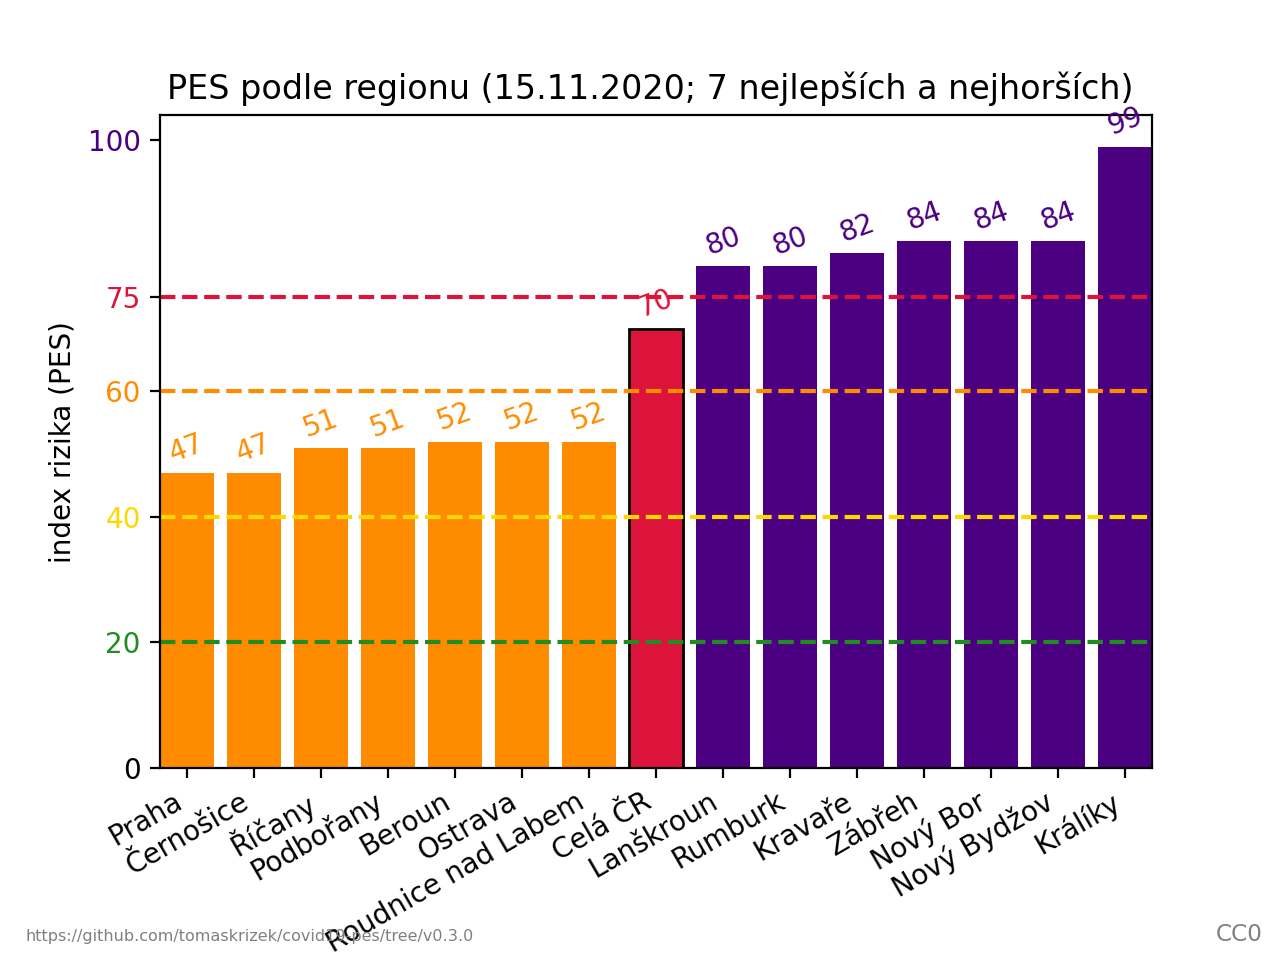 PES podle regionu (15.11.2020; 7 nejlepších a nejhorších)
index rizika (PES)
100
75
60
40
20
0
47
47
51
51
52
52
52
70
80
80
82
84
84
84
99
Praha
Černošice
Říčany
Podbořany
Beroun
Ostrava
Roudnice nad Labem
Celá ČR
Lanškroun
Rumburk
Kravaře
Zábřeh
Nový Bor
Nový Bydžov
Králíky
https://github.com/tomaskrizek/covid19-pes/tree/v0.3.0
CC0